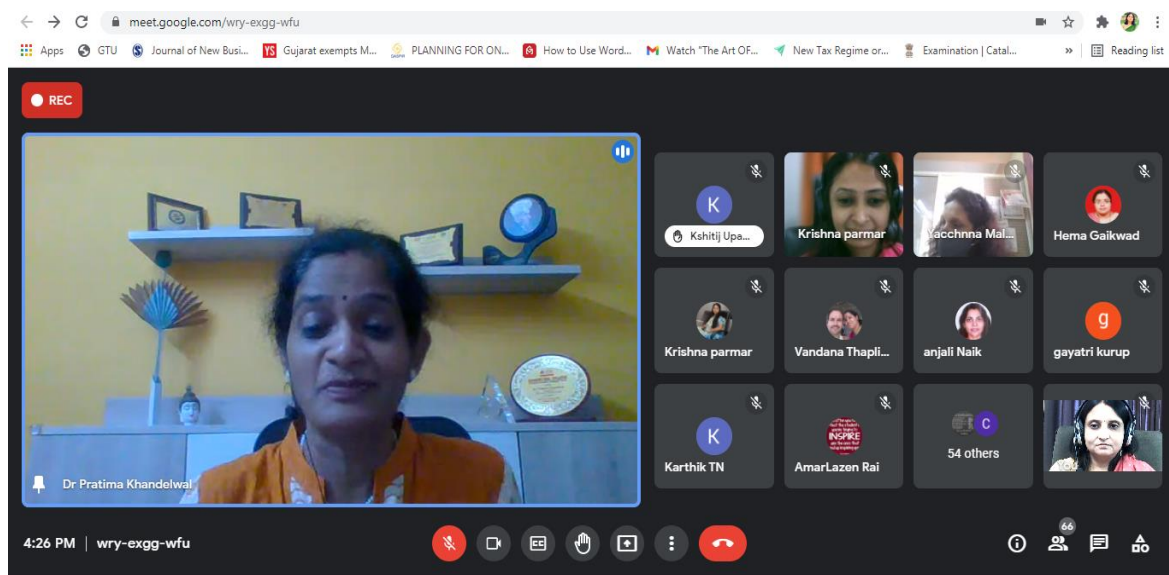 meet.google.com/wry-exgg-wfu
Apps GTU Journal of New Busi... YS Gujarat exempts M... PLANNING FOR ON... How to Use Word... Watch "The Art OF... New Tax Regime or... Examination | Catal... » Reading list
REC
K
Kshitij Upa...
Krishna parmar
Yacchnna Mal...
Hema Gaikwad
Krishna parmar
Vandana Thapli...
anjali Naik
g
gayatri kurup
K
Karthik TN
INSPIRE
AmarLazen Rai
C
54 others
Dr Pratima Khandelwal
4:26 PM | wry-exgg-wfu
CC
66